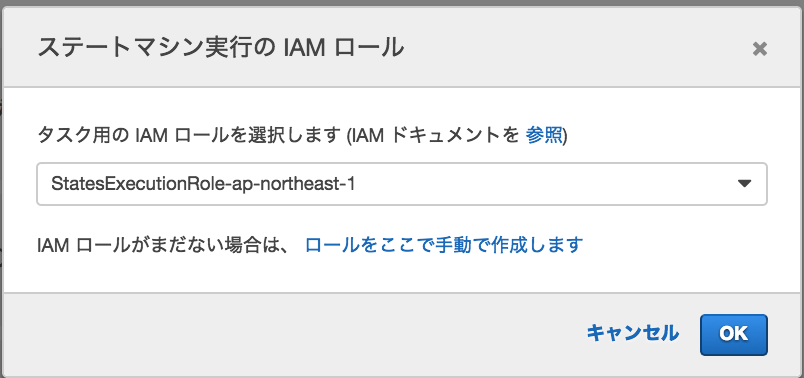 ステートマシン実行の IAM ロール
タスク用の IAM ロールを選択します (IAM ドキュメントを 参照)
StatesExecutionRole-ap-northeast-1
IAM ロールがまだない場合は、 ロールをここで手動で作成します
キャンセル OK